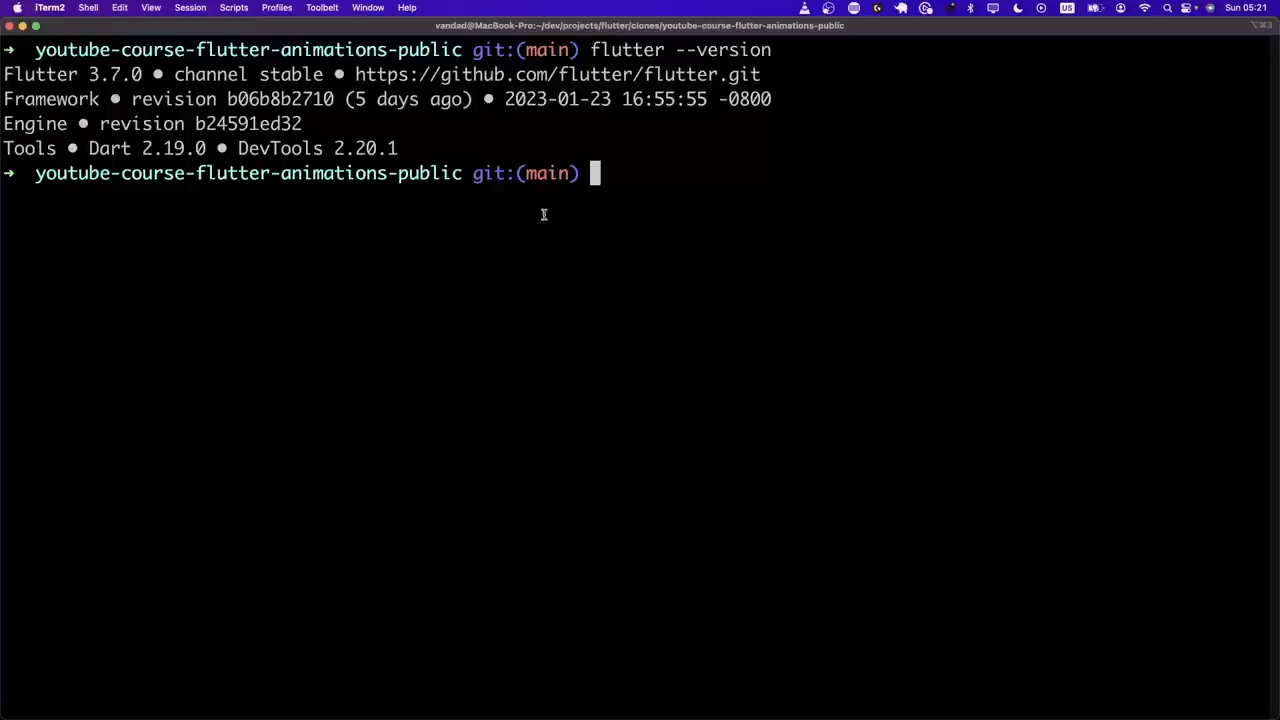 iTerm2 Shell Edit View Session Scripts Profiles Toolbelt Window Help US Sun 05:21
vandad@MacBook-Pro:~/dev/projects/flutter/clones/youtube-course-flutter-animations-public ⌥⌘3
→ youtube-course-flutter-animations-public git:(main) flutter --version
Flutter 3.7.0 • channel stable • https://github.com/flutter/flutter.git
Framework • revision b06b8b2710 (5 days ago) • 2023-01-23 16:55:55 -0800
Engine • revision b24591ed32
Tools • Dart 2.19.0 • DevTools 2.20.1
→ youtube-course-flutter-animations-public git:(main)